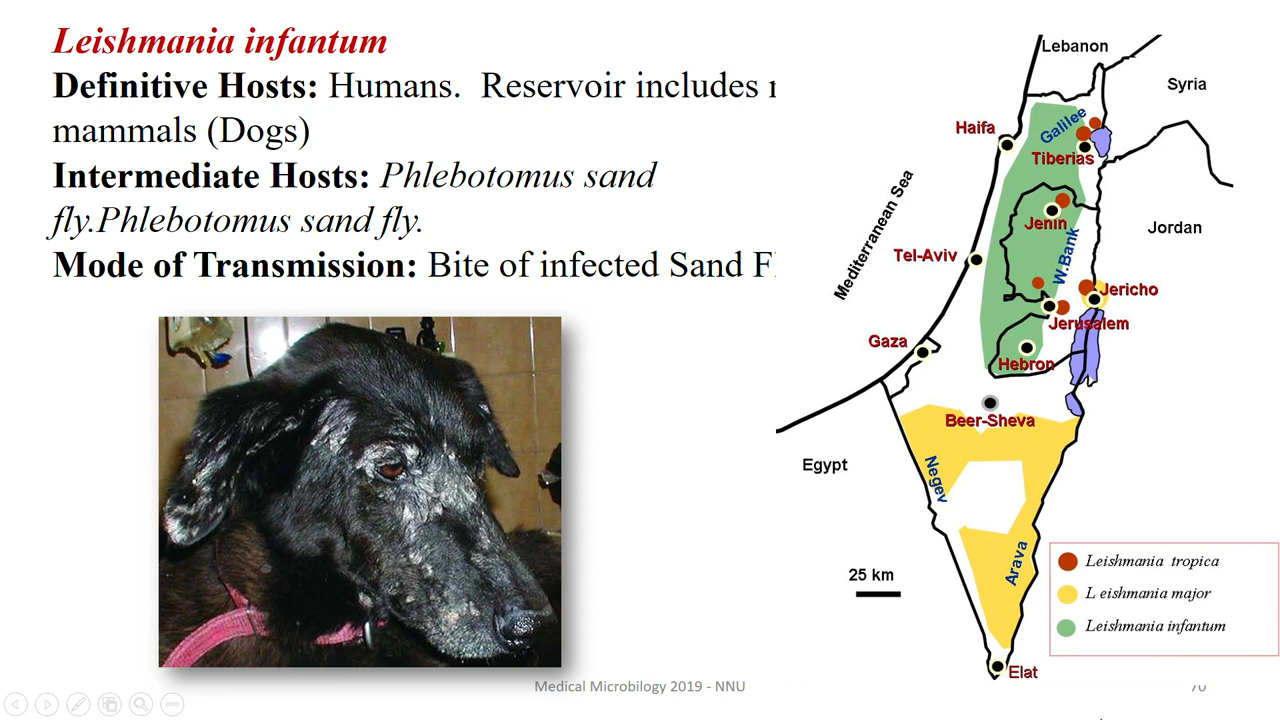 Leishmania infantum
Definitive Hosts: Humans.  Reservoir includes
mammals (Dogs)
Intermediate Hosts: Phlebotomus sand
fly.Phlebotomus sand fly.
Mode of Transmission: Bite of infected Sand
Lebanon
Syria
Galilee
Haifa
Tiberias
Mediterranean Sea
Jenin
Jordan
W.Bank
Tel-Aviv
Jericho
Jerusalem
Gaza
Hebron
Beer-Sheva
Egypt
Negev
Arava
25 km
Leishmania tropica
L eishmania major
Leishmania infantum
Elat
Medical Microbilogy 2019 - NNU